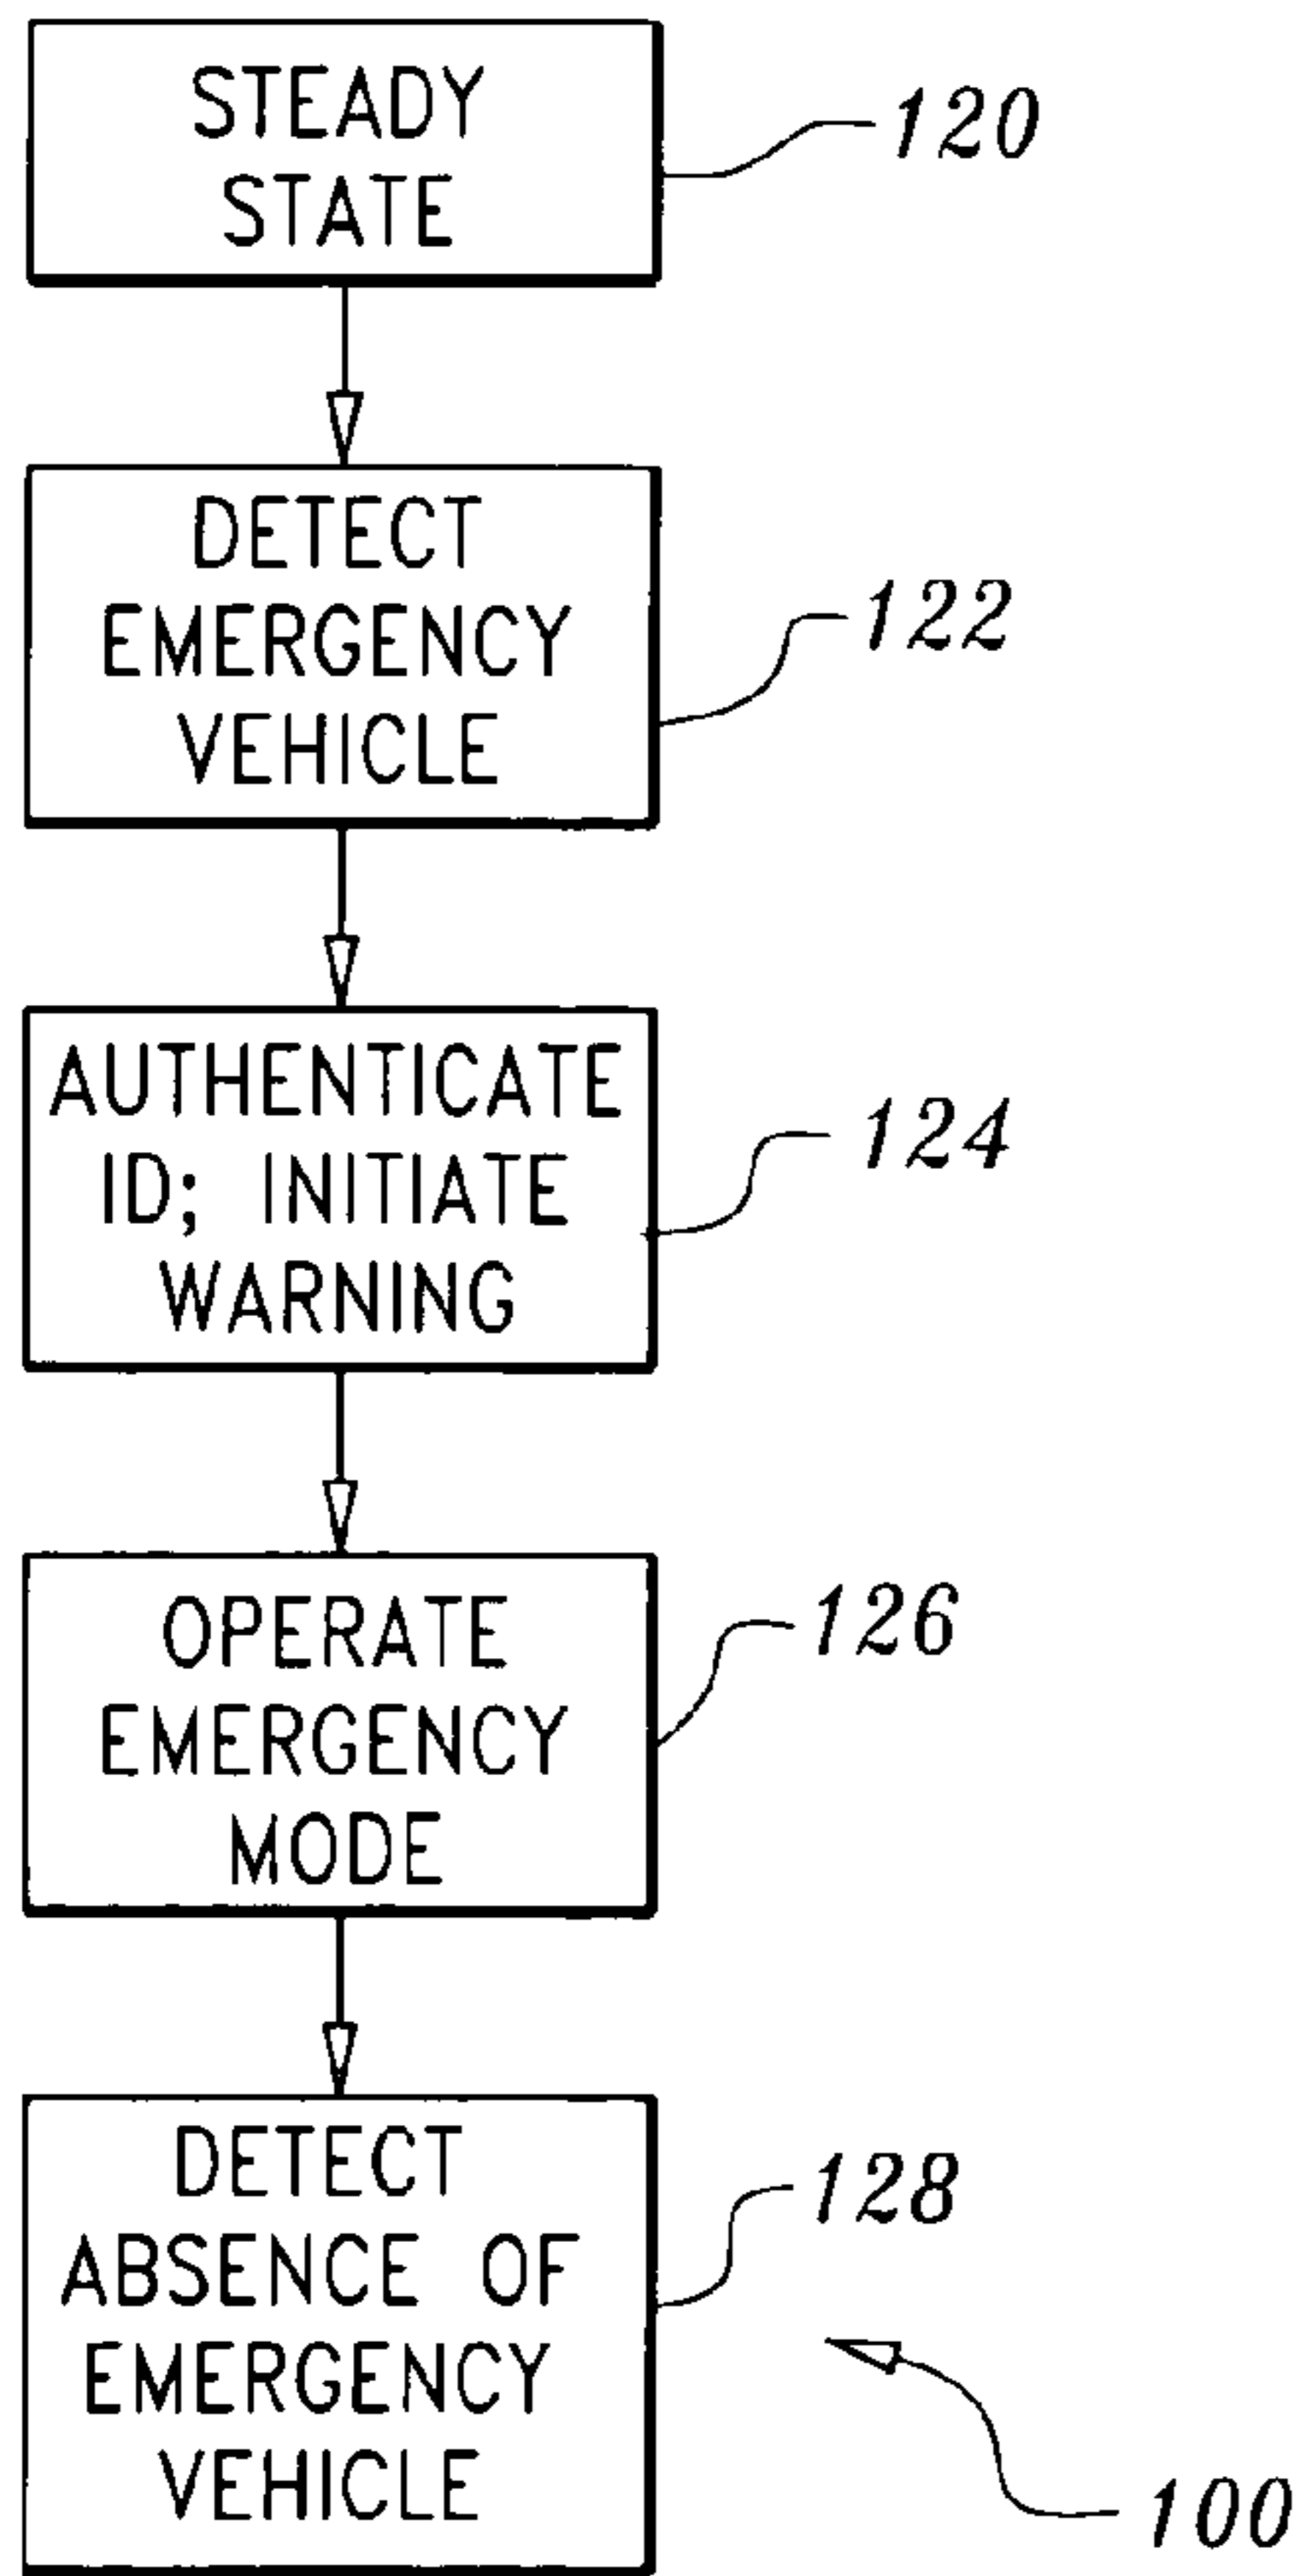 STEADY
STATE
120
DETECT
EMERGENCY
VEHICLE
122
AUTHENTICATE
ID; INITIATE
WARNING
124
OPERATE
EMERGENCY
MODE
126
DETECT
ABSENCE OF
EMERGENCY
VEHICLE
128
100